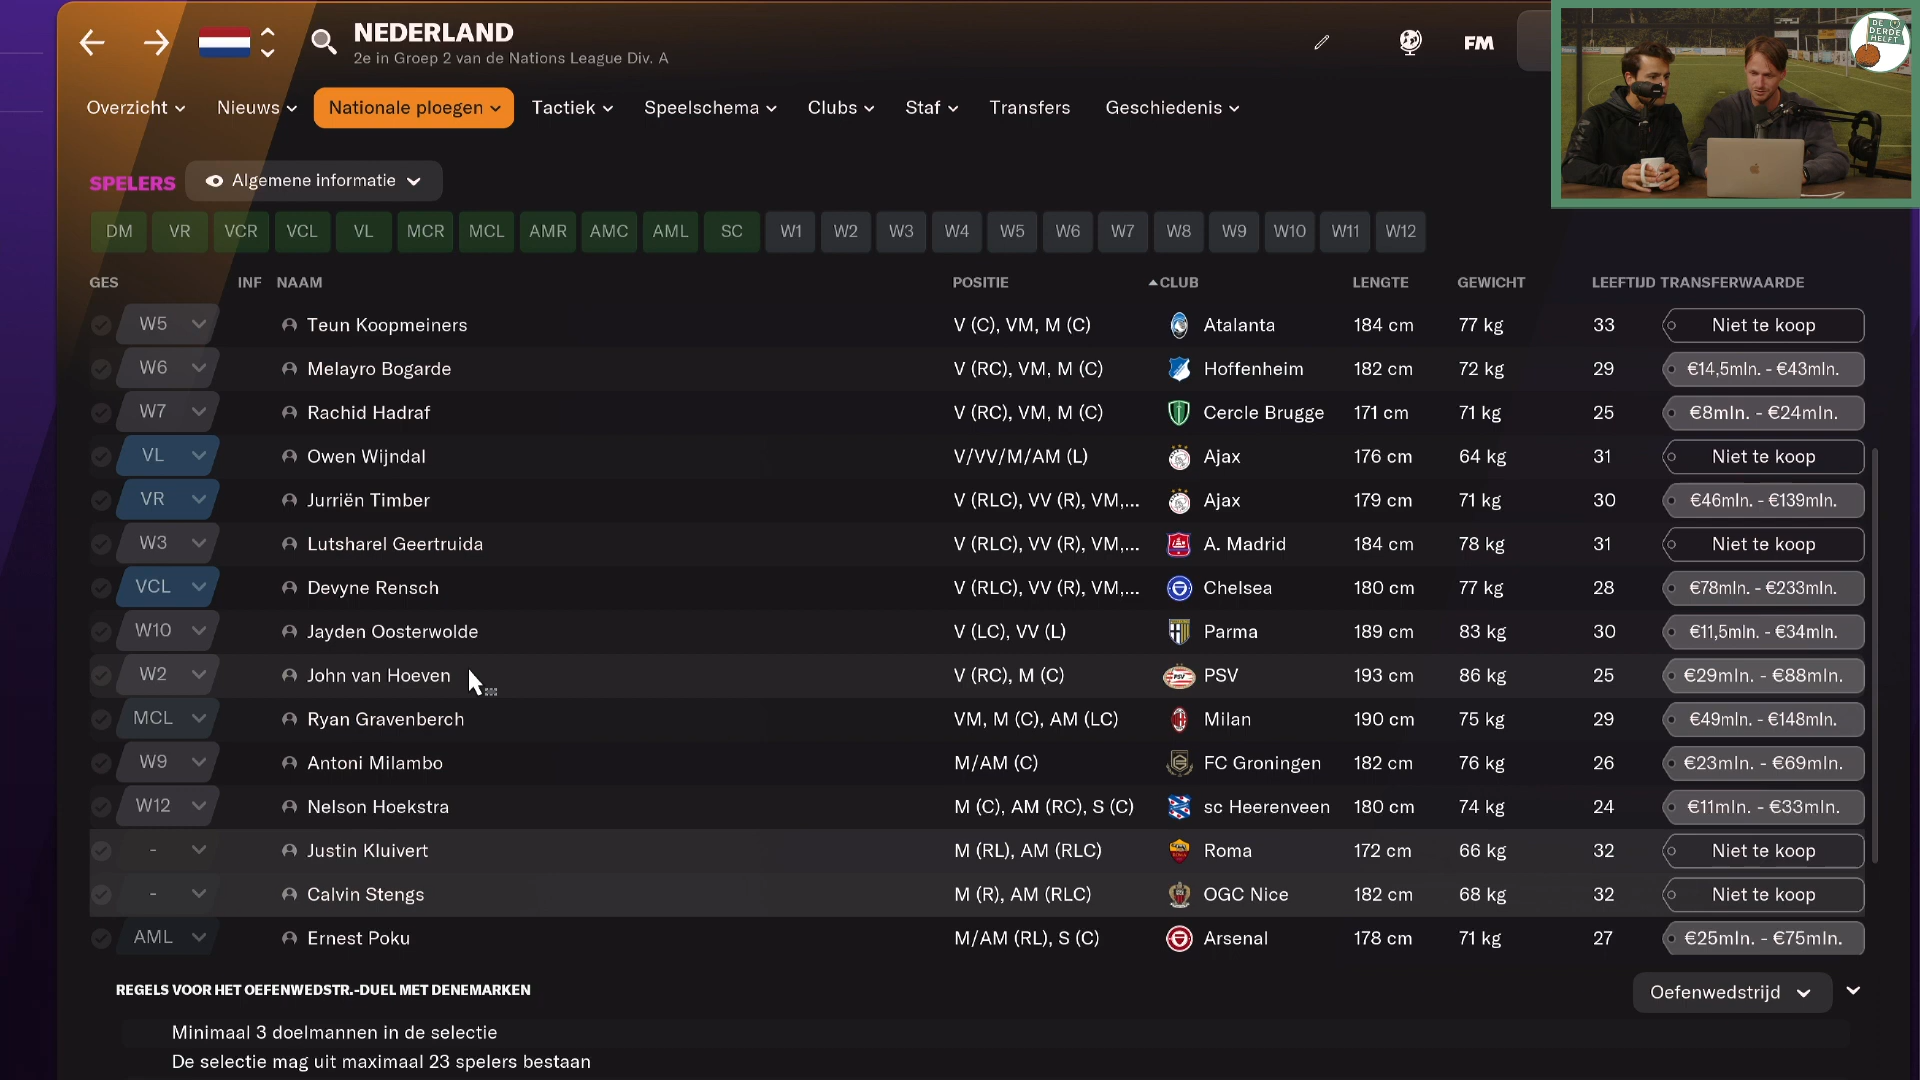 NEDERLAND
2e in Groep 2 van de Nations League Div. A
FM
DE DERDE HELFT
Overzicht Nieuws Nationale ploegen Tactiek Speelschema Clubs Staf Transfers Geschiedenis
SPELERS Algemene informatie
DM VR VCR VCL VL MCR MCL AMR AMC AML SC W1 W2 W3 W4 W5 W6 W7 W8 W9 W10 W11 W12
GES INF NAAM POSITIE CLUB LENGTE GEWICHT LEEFTIJD TRANSFERWAARDE
W5 Teun Koopmeiners V (C), VM, M (C) Atalanta 184 cm 77 kg 33 Niet te koop
W6 Melayro Bogarde V (RC), VM, M (C) Hoffenheim 182 cm 72 kg 29 €14,5mln. - €43mln.
W7 Rachid Hadraf V (RC), VM, M (C) Cercle Brugge 171 cm 71 kg 25 €8mln. - €24mln.
VL Owen Wijndal V/VV/M/AM (L) Ajax 176 cm 64 kg 31 Niet te koop
VR Jurriën Timber V (RLC), VV (R), VM,... Ajax 179 cm 71 kg 30 €46mln. - €139mln.
W3 Lutsharel Geertruida V (RLC), VV (R), VM,... A. Madrid 184 cm 78 kg 31 Niet te koop
VCL Devyne Rensch V (RLC), VV (R), VM,... Chelsea 180 cm 77 kg 28 €78mln. - €233mln.
W10 Jayden Oosterwolde V (LC), VV (L) Parma 189 cm 83 kg 30 €11,5mln. - €34mln.
W2 John van Hoeven V (RC), M (C) PSV PSV 193 cm 86 kg 25 €29mln. - €88mln.
MCL Ryan Gravenberch VM, M (C), AM (LC) Milan 190 cm 75 kg 29 €49mln. - €148mln.
W9 Antoni Milambo M/AM (C) FC Groningen 182 cm 76 kg 26 €23mln. - €69mln.
W12 Nelson Hoekstra M (C), AM (RC), S (C) sc Heerenveen 180 cm 74 kg 24 €11mln. - €33mln.
- Justin Kluivert M (RL), AM (RLC) Roma 172 cm 66 kg 32 Niet te koop
- Calvin Stengs M (R), AM (RLC) OGC Nice 182 cm 68 kg 32 Niet te koop
AML Ernest Poku M/AM (RL), S (C) Arsenal 178 cm 71 kg 27 €25mln. - €75mln.
REGELS VOOR HET OEFENWEDSTR.-DUEL MET DENEMARKEN Oefenwedstrijd
Minimaal 3 doelmannen in de selectie
De selectie mag uit maximaal 23 spelers bestaan